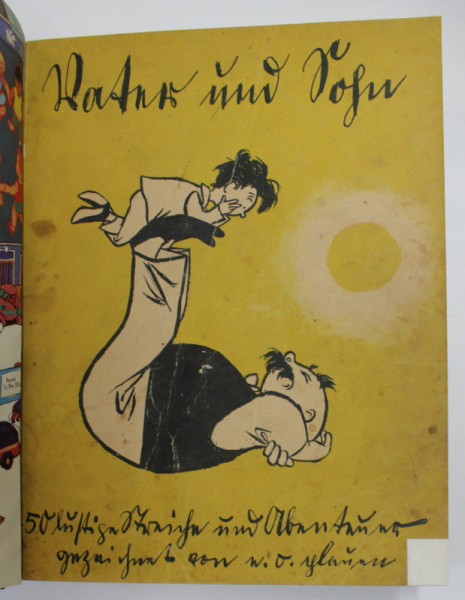 Vater und Sohn
50 lustige Streiche und Abenteuer
gezeichnet von e. o. plauen